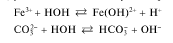 Fe³⁺ + HOH ⇌ Fe(OH)²⁺ + H⁺
CO₃²⁻ + HOH ⇌ HCO₃⁻ + OH⁻